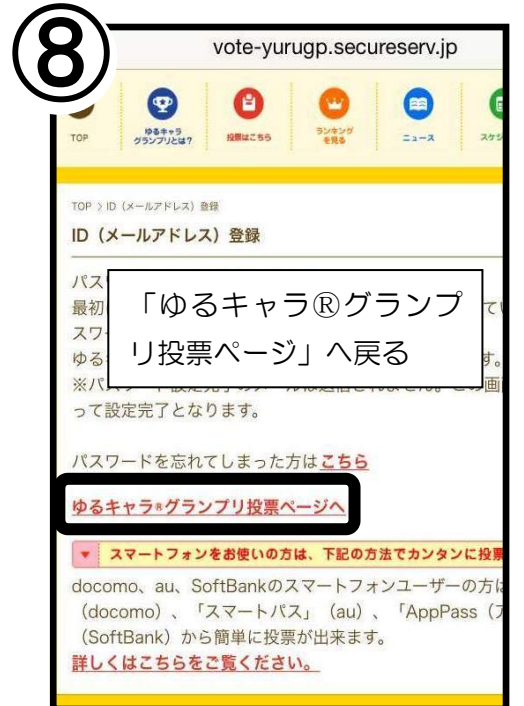 ⑧
vote-yurugp.secureserv.jp
TOP
ゆるキャラ
グランプリとは?
投票はこちら
ランキング
を見る
ニュース
スケジ
TOP 〉ID(メールアドレス)登録
ID(メールアドレス)登録
パス
最初
スワ
ゆる
「ゆるキャラⓇグランプ
リ投票ページ」へ戻る
す。
※パ
って設定完了となります。
パスワードを忘れてしまった方はこちら
ゆるキャラ®グランプリ投票ページへ
▼ スマートフォンをお使いの方は、下記の方法でカンタンに投票
docomo、au、SoftBankのスマートフォンユーザーの方は
(docomo)、「スマートパス」(au)、「AppPass(ア
(SoftBank)から簡単に投票が出来ます。
詳しくはこちらをご覧ください。